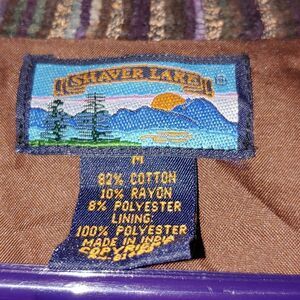 SHAVER LAKE
®
M
82% COTTON
10% RAYON
8% POLYESTER
LINING:
100% POLYESTER
MADE IN INDIA